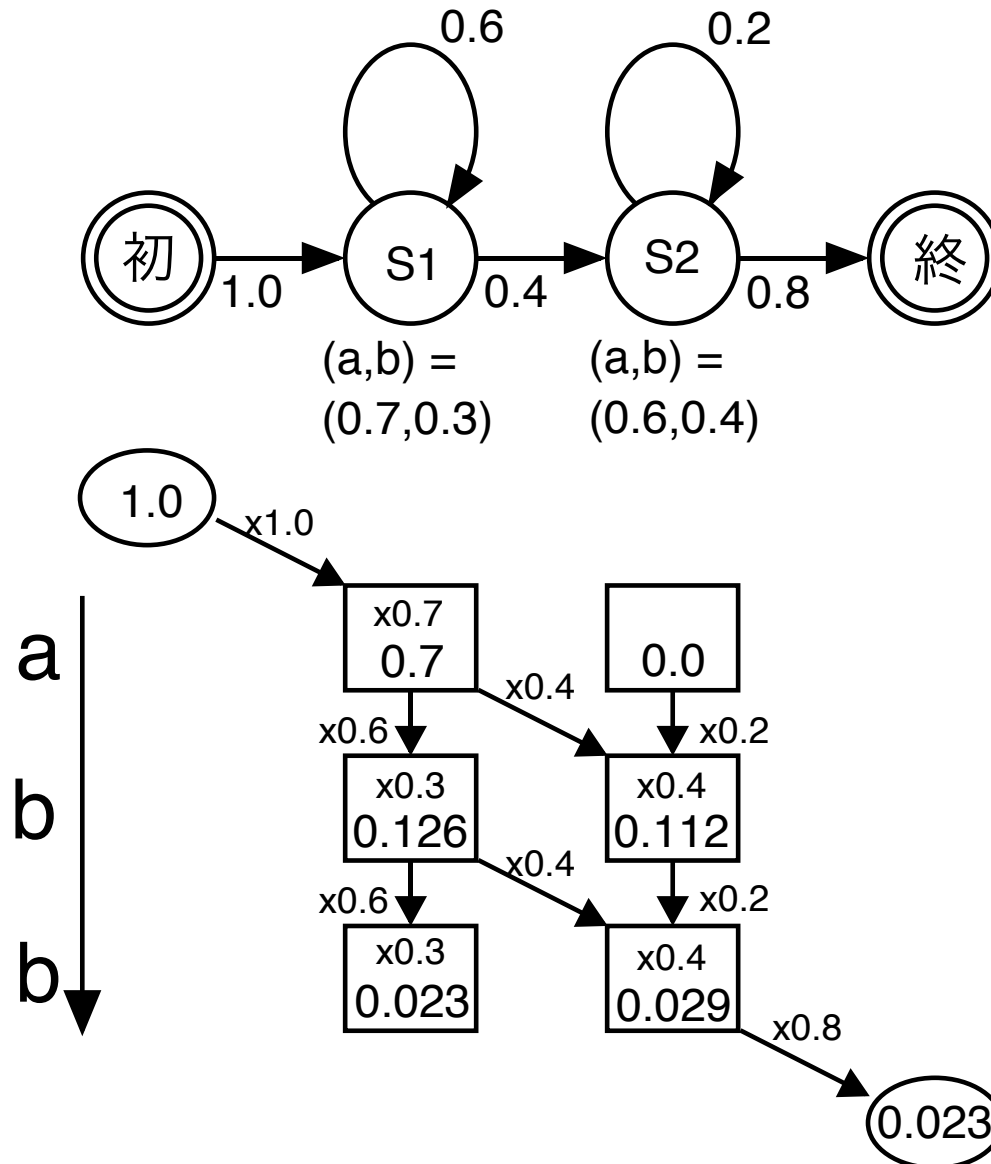 0.6
0.2
初
S1
S2
終
1.0
0.4
0.8
(a,b) =
(0.7,0.3)
(a,b) =
(0.6,0.4)
1.0
x1.0
a
x0.7
0.7
0.0
x0.4
x0.6
x0.2
b
x0.3
0.126
x0.4
0.112
x0.4
x0.6
x0.2
b
x0.3
0.023
x0.4
0.029
x0.8
0.023